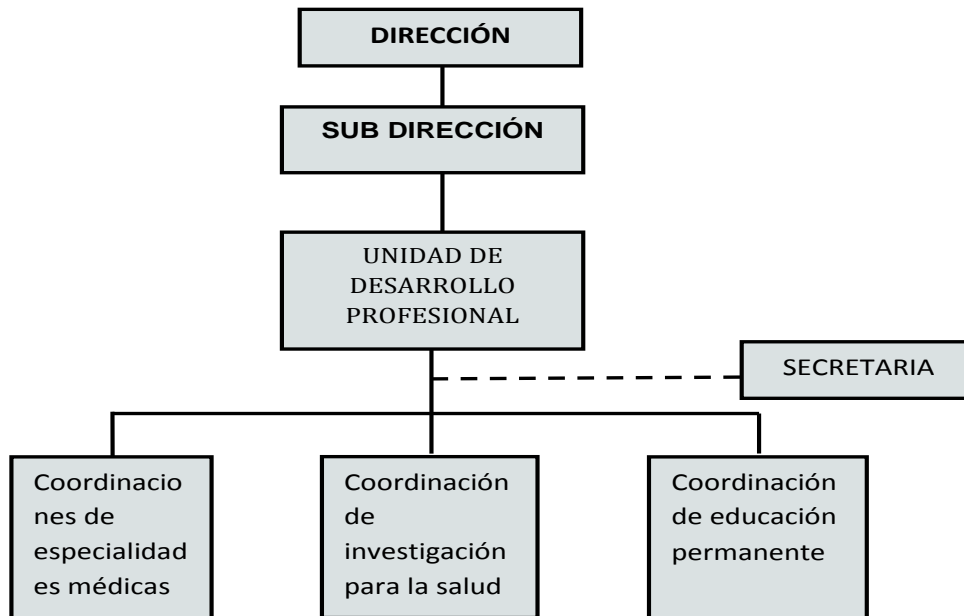 DIRECCIÓN
SUB DIRECCIÓN
UNIDAD DE
DESARROLLO
PROFESIONAL
SECRETARIA
Coordinacio
nes de
especialidad
es médicas
Coordinación
de
investigación
para la salud
Coordinación
de educación
permanente